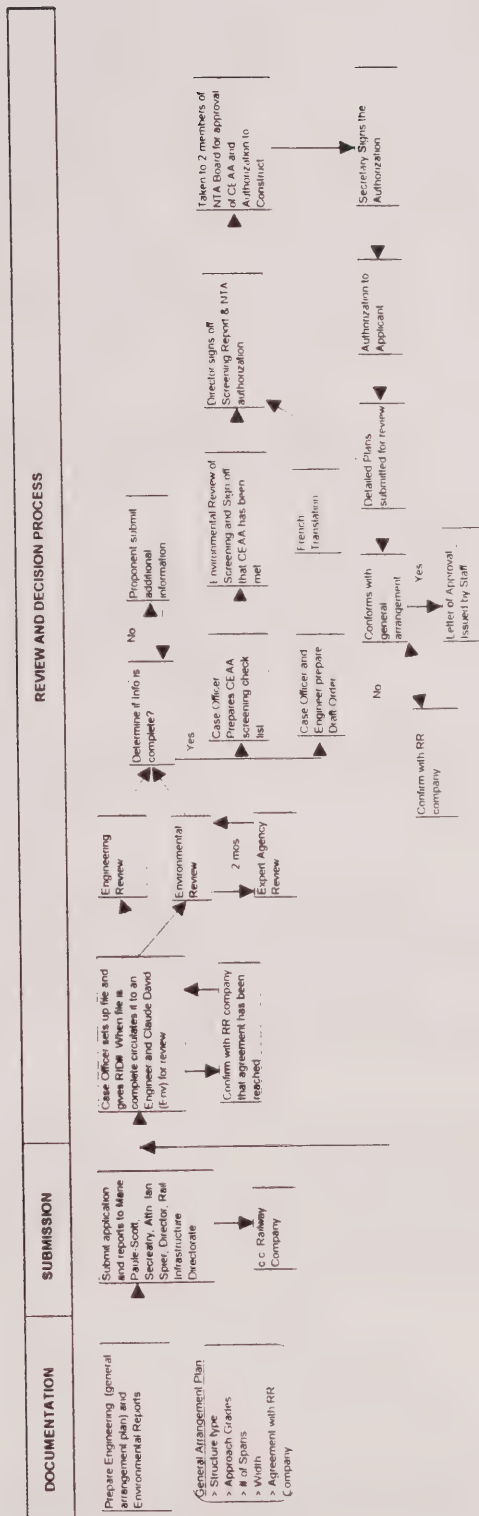 DOCUMENTATION
SUBMISSION
REVIEW AND DECISION PROCESS
Prepare Engineering (general
arrangement plan) and
Environmental Reports
General Arrangement Plan
> Structure type
> Approach Grades
> # of Spans
> Width
> Agreement with RR
Company
Submit application
and reports to Marie
Paule-Scott,
Secreatry, Attn Ian
Spier, Director, Rail
Infrastructure
Directorate
c c Railway
Company
Case Officer sets up file and
gives RID# When file is
complete circulates it to an
Engineer and Claude David
(Env) for review
Confirm with RR company
that agreement has been
reached
Engineering
Review
Environmental
Review
2 mos
Expert Agency
Review
Determine if Info is
complete?
No
Yes
Proponent submit
additional
information
Case Officer
Prepares CEAA
screening check
list
Environmental Review of
Screening and Sign off
that CEAA has been
met
Director signs off
Screening Report & NTA
authorization
Taken to 2 members of
NTA Board for approval
of CEAA and
Authorization to
Construct
Case Officer and
Engineer prepare
Draft Order
French
Translation
Secretary Signs the
Authorization
Authorization to
Applicant
Detailed Plans
submitted for review
Conforms with
general
arrangement
No
Yes
Confirm with RR
company
Letter of Approval
Issued by Staff